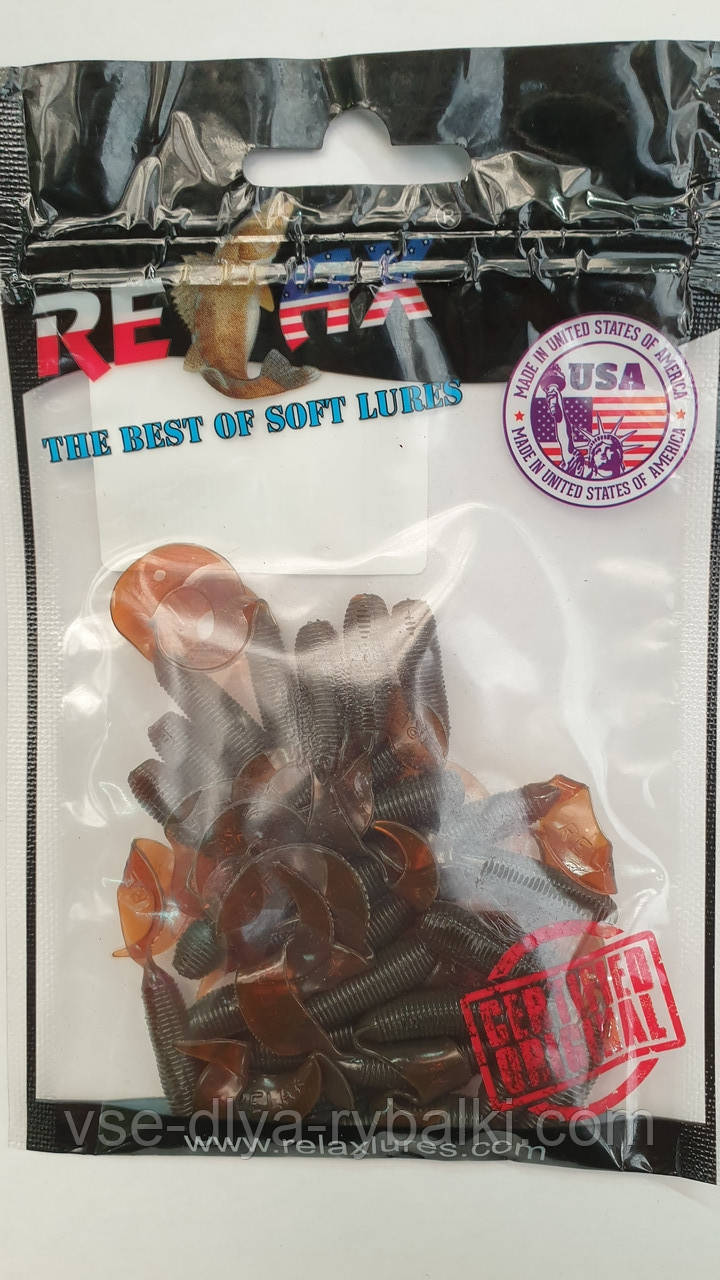 RELAX®
THE BEST OF SOFT LURES
MADE IN UNITED STATES OF AMERICA
USA
MADE IN UNITED STATES OF AMERICA
CERTIFIED
ORIGINAL
vse-dlya-rybalki.com
www.relaxlures.com